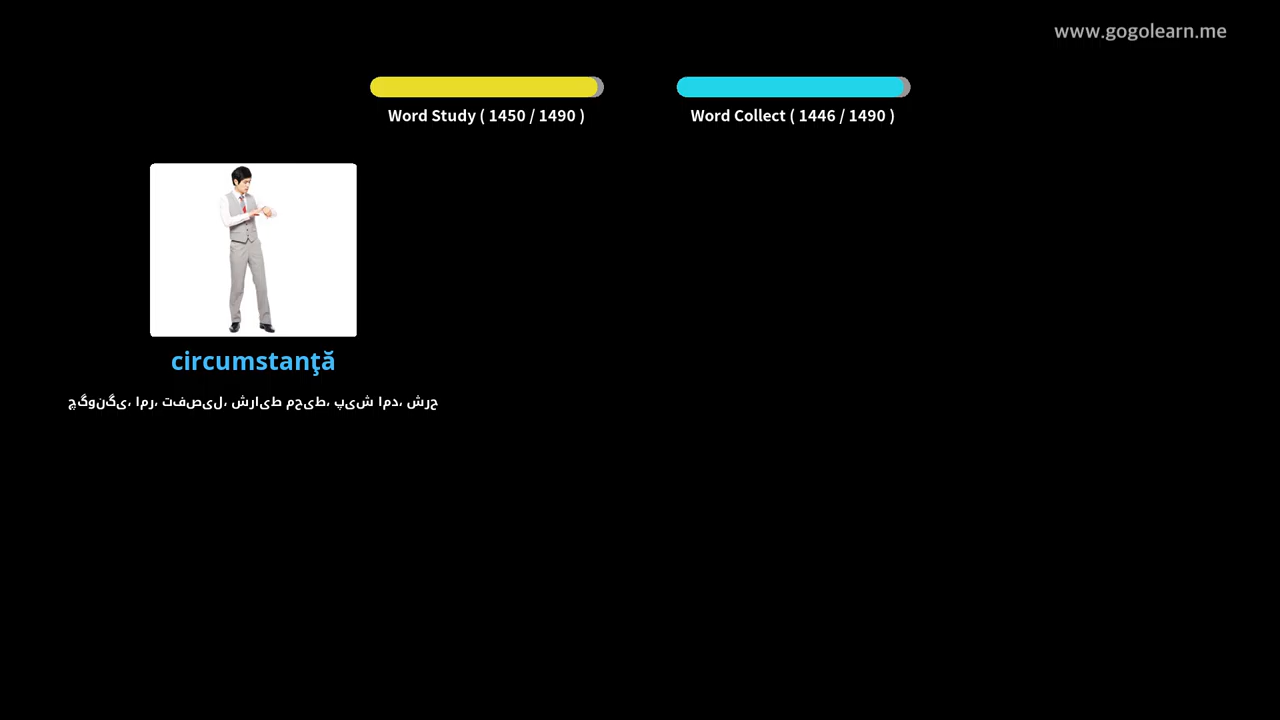 www.gogolearn.me
Word Study ( 1450 / 1490 )
Word Collect ( 1446 / 1490 )
circumstanţă
چگونگی، امر، تفصیل، شرایط محیط، پیش امد، شرح